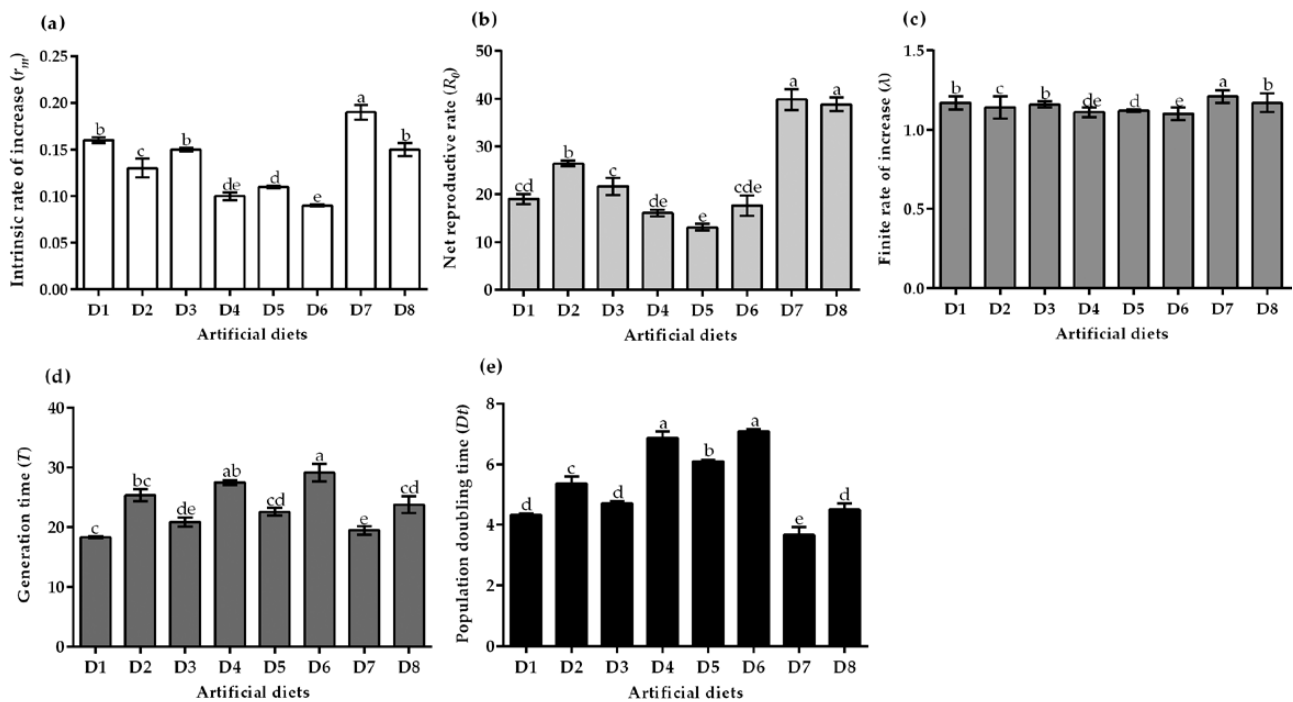 (a)
Intrinsic rate of increase (rm)
0.25
0.20
0.15
0.10
0.05
0.00
b
c
b
de
d
e
a
b
D1 D2 D3 D4 D5 D6 D7 D8
Artificial diets
(b)
Net reproductive rate (R0)
50
40
30
20
10
0
cd
b
c
de
e
cde
a
a
D1 D2 D3 D4 D5 D6 D7 D8
Artificial diets
(c)
Finite rate of increase (λ)
1.5
1.0
0.5
0.0
b
c
b
de
d
e
a
b
D1 D2 D3 D4 D5 D6 D7 D8
Artificial diets
(d)
Generation time (T)
40
30
20
10
0
c
bc
de
ab
cd
a
e
cd
D1 D2 D3 D4 D5 D6 D7 D8
Artificial diets
(e)
Population doubling time (Dt)
8
6
4
2
0
d
c
d
a
b
a
e
d
D1 D2 D3 D4 D5 D6 D7 D8
Artificial diets